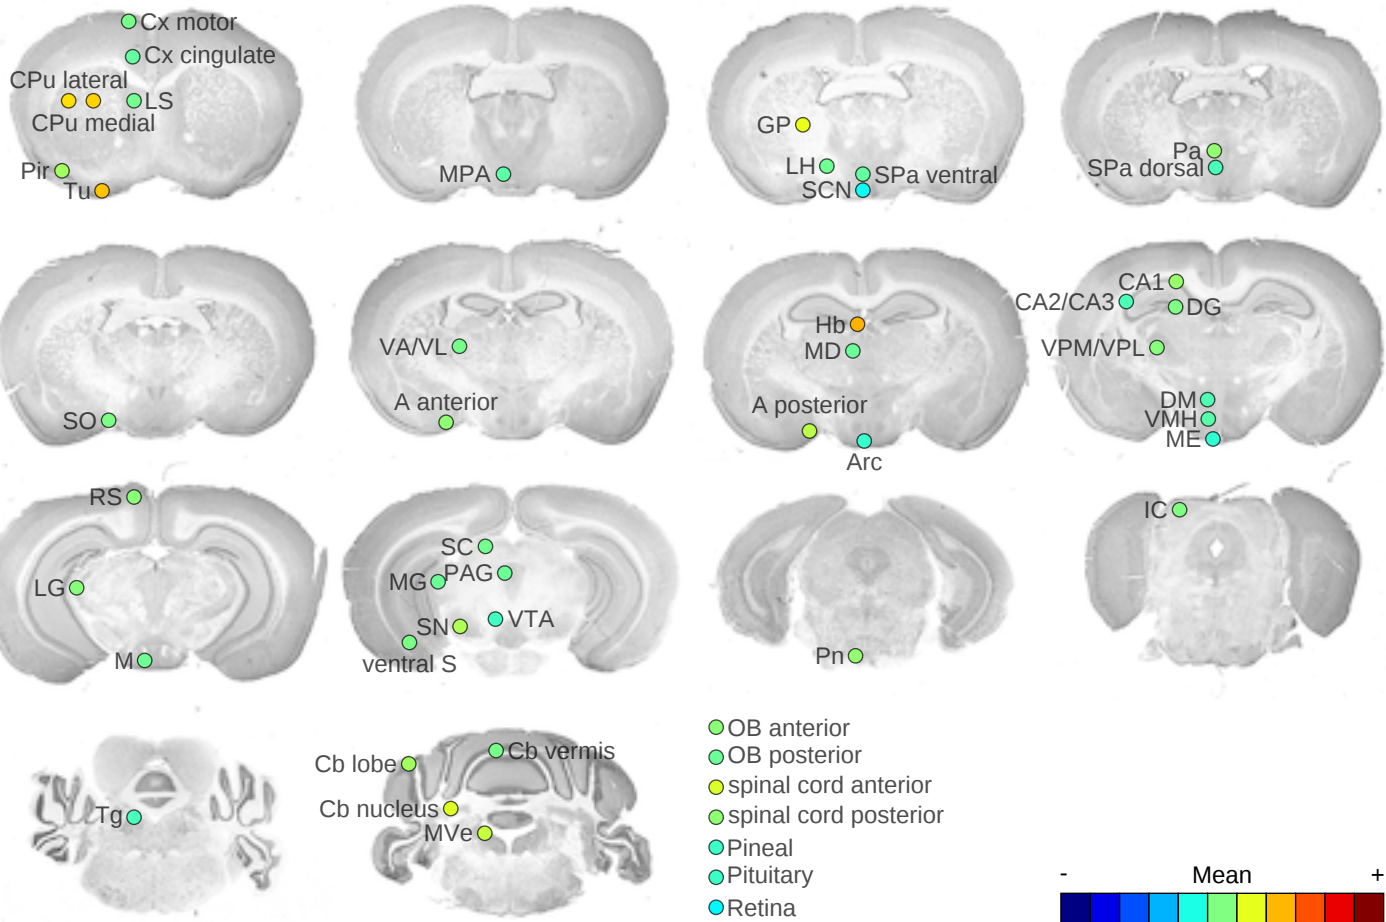 Cx motor
Cx cingulate
CPu lateral
LS
CPu medial
Pir
Tu
MPA
GP
LH
SPa ventral
SCN
Pa
SPa dorsal
SO
VA/VL
A anterior
Hb
MD
A posterior
Arc
CA1
CA2/CA3
DG
VPM/VPL
DM
VMH
ME
RS
LG
M
SC
PAG
MG
SN
VTA
ventral S
Pn
IC
Tg
Cb lobe
Cb vermis
Cb nucleus
MVe
OB anterior
OB posterior
spinal cord anterior
spinal cord posterior
Pineal
Pituitary
Retina
- Mean +